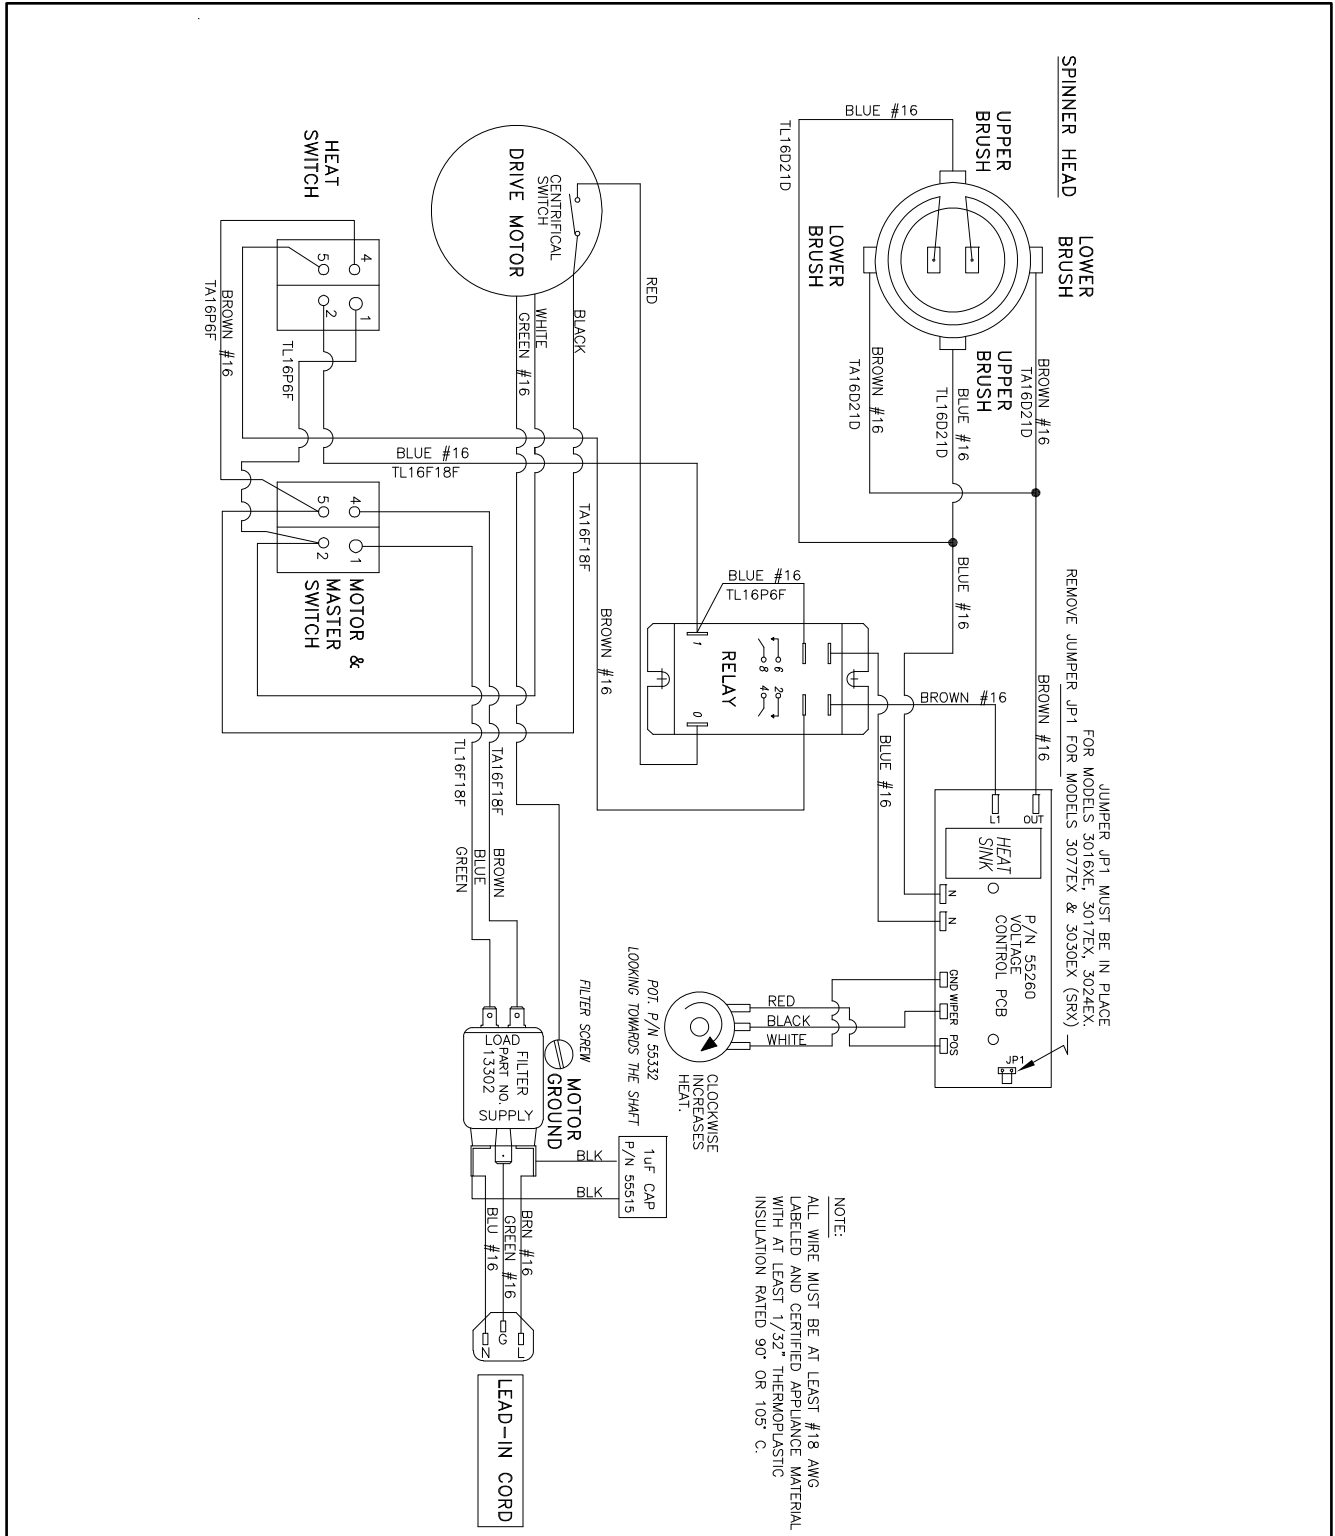 SPINNER HEAD
BLUE #16
TL16D21D
UPPER
BRUSH
LOWER
BRUSH
LOWER
BRUSH
UPPER
BRUSH
BROWN #16
TA16D21D
BLUE #16
TL16D21D
BROWN #16
TA16D21D
BLUE #16
BROWN #16
HEAT
SWITCH
4
5
1
2
BROWN #16
TA16P6F
TL16P6F
DRIVE MOTOR
CENTRIFICAL
SWITCH
RED
BLACK
WHITE
GREEN #16
BLUE #16
TL16F18F
TA16F18F
4
5
1
2
MOTOR &
MASTER
SWITCH
BROWN #16
BLUE #16
TL16P6F
1
RELAY
6
8
2
4
0
BROWN #16
BLUE #16
JUMPER JP1 MUST BE IN PLACE
FOR MODELS 3016XE, 3017EX, 3024EX.
REMOVE JUMPER JP1 FOR MODELS 3077EX & 3030EX (SRX)
L1
OUT
HEAT
SINK
N
N
P/N 55260
VOLTAGE
CONTROL PCB
GND
WIPER
POS
JP1
RED
BLACK
WHITE
POT. P/N 55332
LOOKING TOWARDS THE SHAFT
CLOCKWISE
INCREASES
HEAT.
TA16F18F
TL16F18F
BROWN
BLUE
GREEN
FILTER SCREW
MOTOR
GROUND
LOAD
FILTER
PART NO.
13302
SUPPLY
1uF CAP
P/N 55515
BLK
BLK
BRN #16
GREEN #16
BLU #16
L
G
N
LEAD-IN CORD
NOTE:
ALL WIRE MUST BE AT LEAST #18 AWG
LABELED AND CERTIFIED APPLIANCE MATERIAL
WITH AT LEAST 1/32" THERMOPLASTIC
INSULATION RATED 90° OR 105° C.